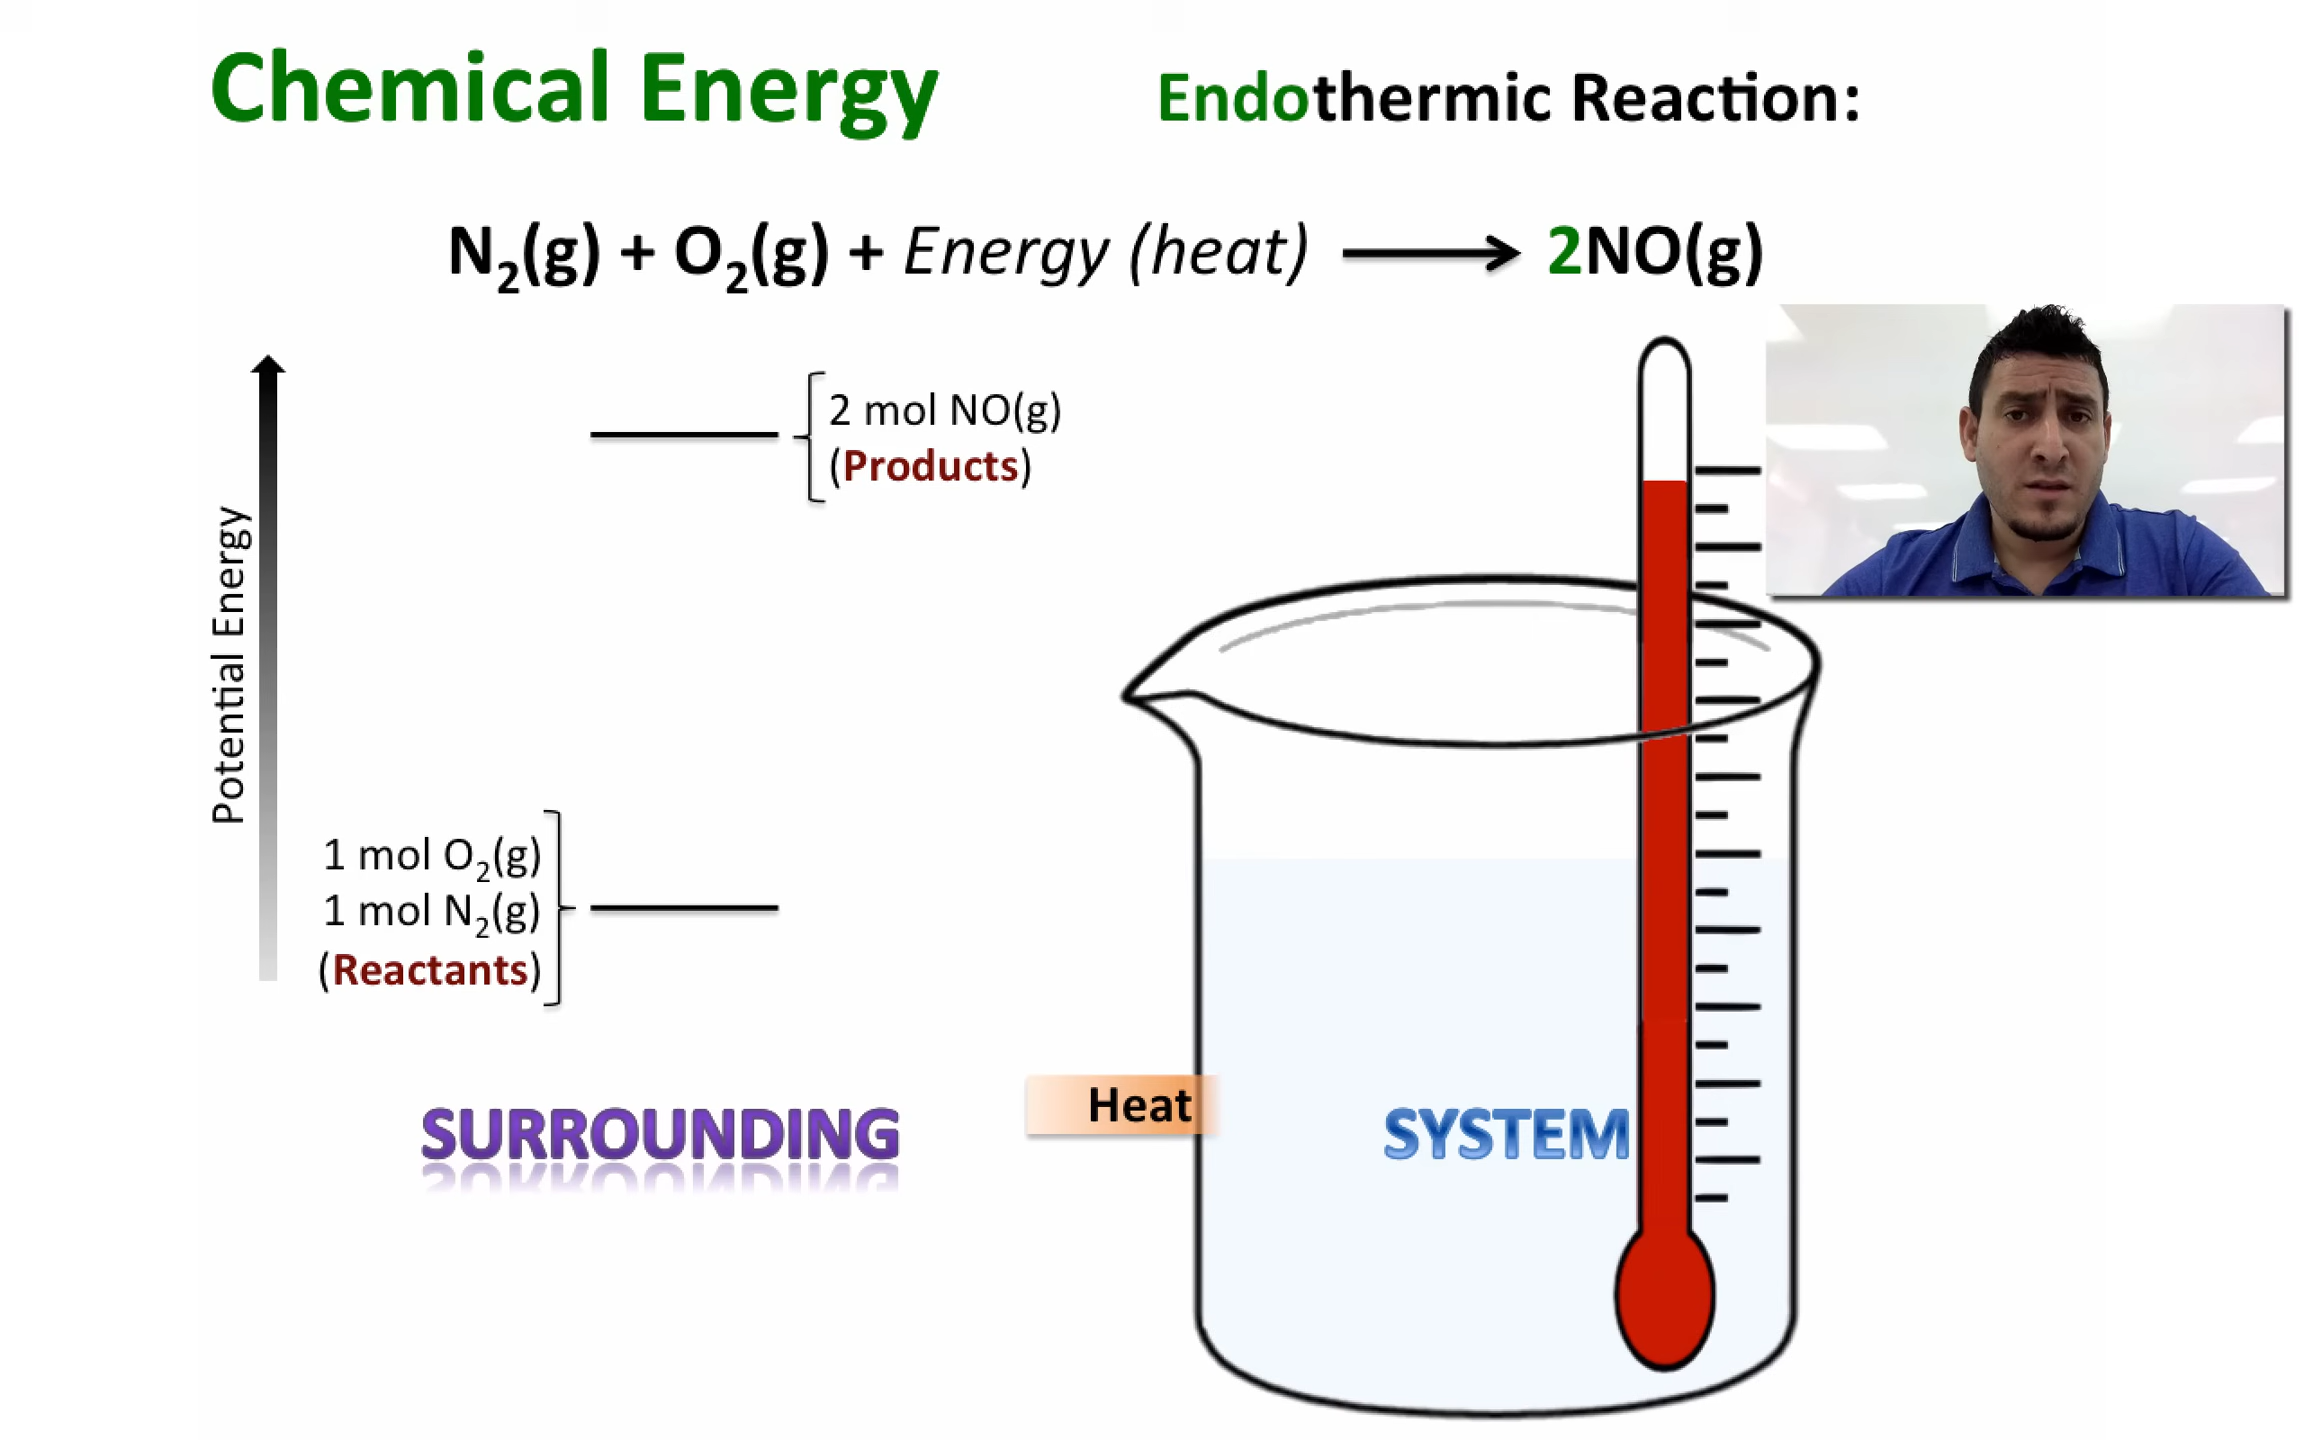 Chemical Energy
Endothermic Reaction:
N₂(g) + O₂(g) + Energy (heat) ⟶ 2NO(g)
Potential Energy
2 mol NO(g)
(Products)
1 mol O₂(g)
1 mol N₂(g)
(Reactants)
Heat
SURROUNDING
SYSTEM